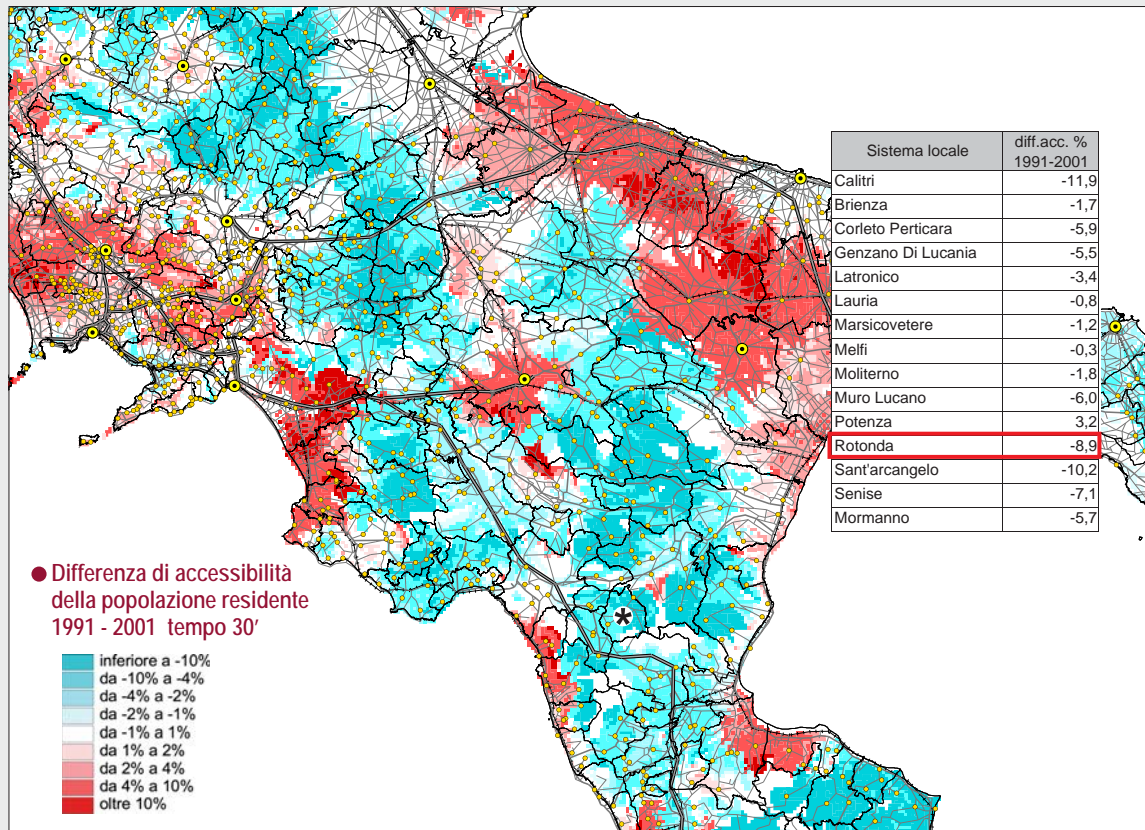 Sistema locale diff.acc. % 1991-2001
Calitri -11,9
Brienza -1,7
Corleto Perticara -5,9
Genzano Di Lucania -5,5
Latronico -3,4
Lauria -0,8
Marsicovetere -1,2
Melfi -0,3
Moliterno -1,8
Muro Lucano -6,0
Potenza 3,2
Rotonda -8,9
Sant'arcangelo -10,2
Senise -7,1
Mormanno -5,7
*
● Differenza di accessibilità
della popolazione residente
1991 - 2001 tempo 30'
inferiore a -10%
da -10% a -4%
da -4% a -2%
da -2% a -1%
da -1% a 1%
da 1% a 2%
da 2% a 4%
da 4% a 10%
oltre 10%